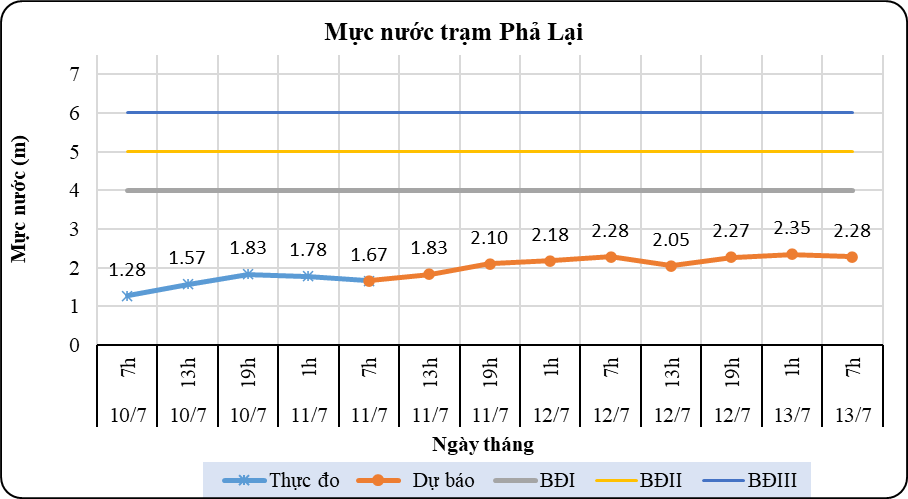 Mực nước trạm Phả Lại
Mực nước (m)
7
6
5
4
3
2
1
0
1.28 1.57 1.83 1.78 1.67 1.83 2.10 2.18 2.28 2.05 2.27 2.35 2.28
7h 13h 19h 1h 7h 13h 19h 1h 7h 13h 19h 1h 7h
10/7 10/7 10/7 11/7 11/7 11/7 11/7 12/7 12/7 12/7 12/7 13/7 13/7
Ngày tháng
Thực đo Dự báo BĐI BĐII BĐIII